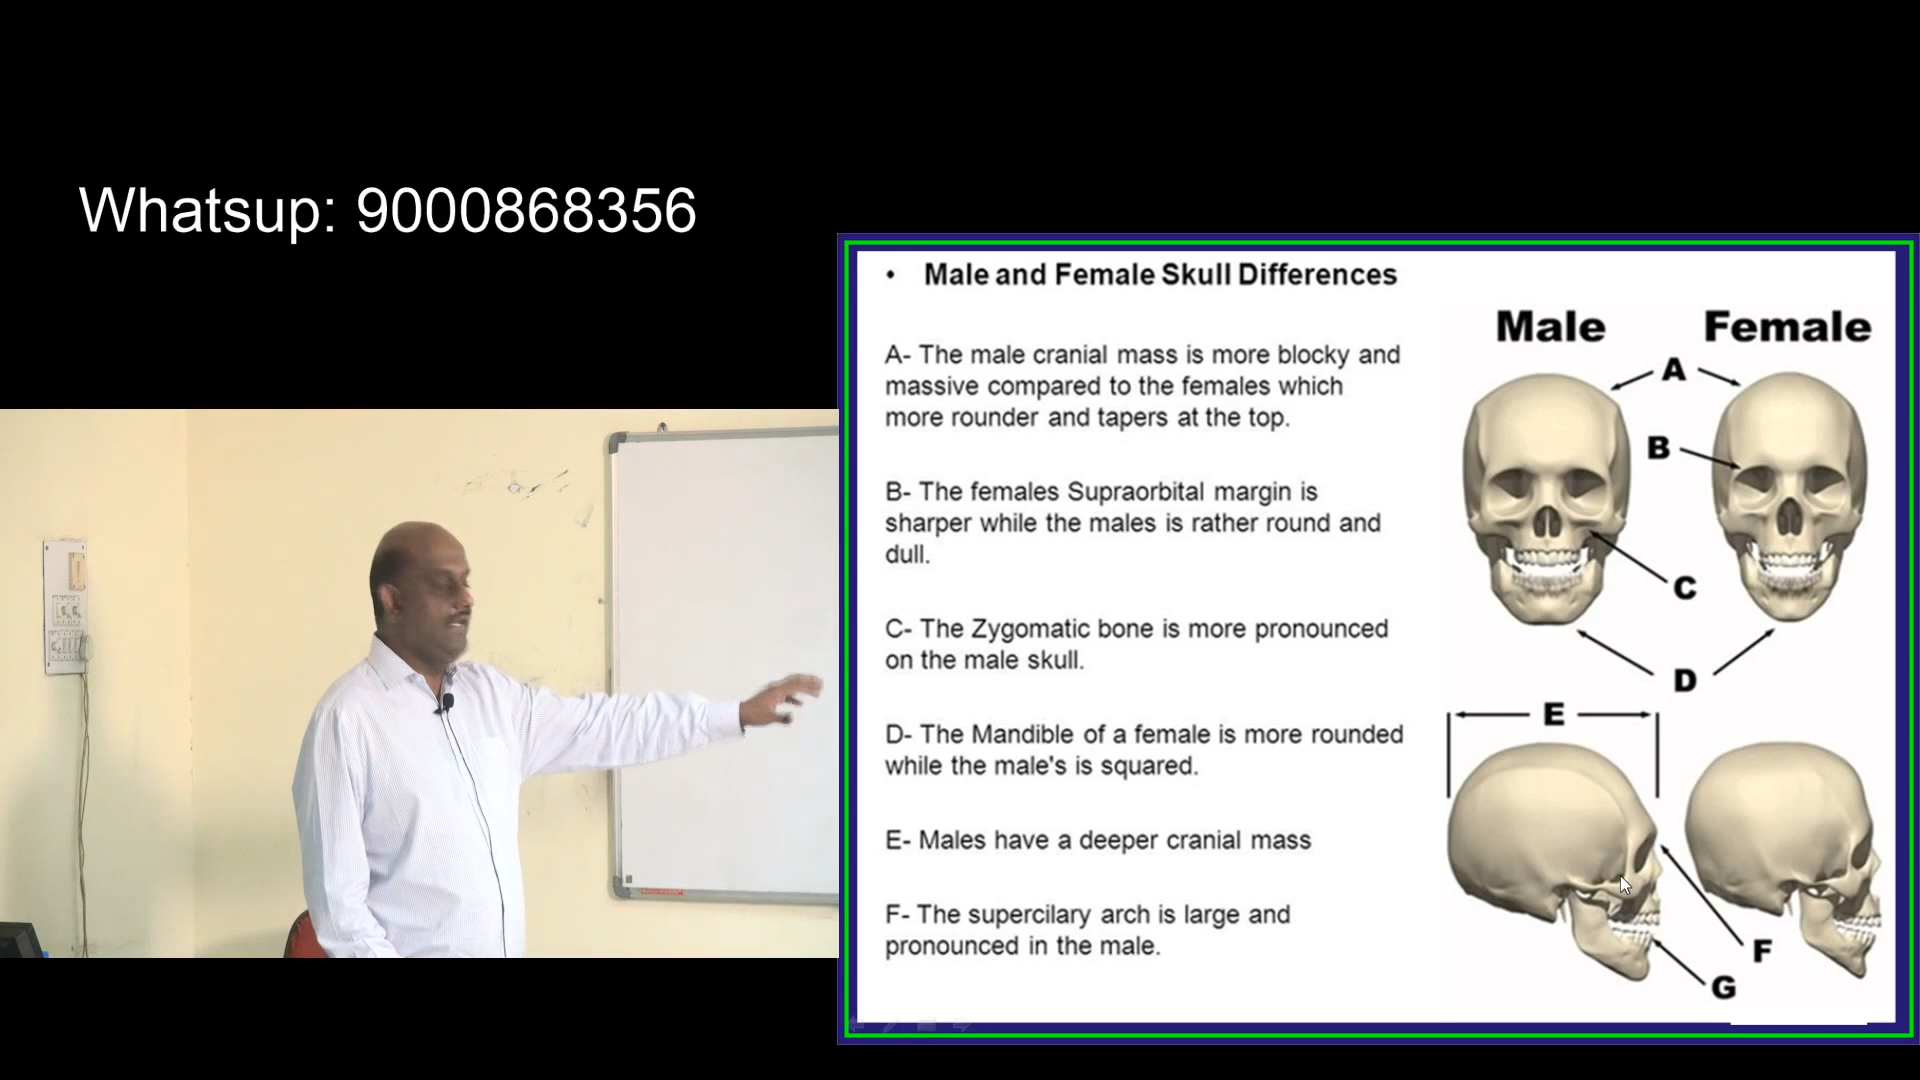 Whatsup: 9000868356
• Male and Female Skull Differences
A- The male cranial mass is more blocky and
massive compared to the females which
more rounder and tapers at the top.
B- The females Supraorbital margin is
sharper while the males is rather round and
dull.
C- The Zygomatic bone is more pronounced
on the male skull.
D- The Mandible of a female is more rounded
while the male's is squared.
E- Males have a deeper cranial mass
F- The supercilary arch is large and
pronounced in the male.
Male Female
A
B
C
D
E
F
G